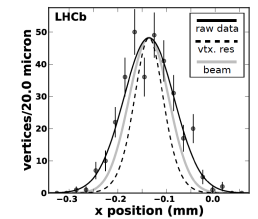 LHCb
raw data
vtx. res
beam
vertices/20.0 micron
50
40
30
20
10
0
−0.3
−0.2
−0.1
0.0
x position (mm)